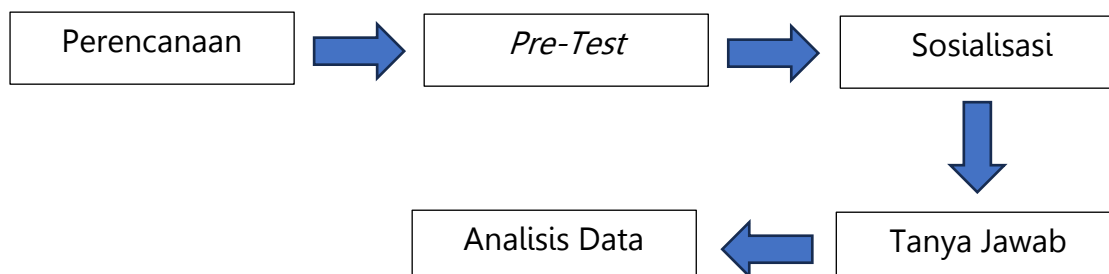 Perencanaan
Pre-Test
Sosialisasi
Tanya Jawab
Analisis Data